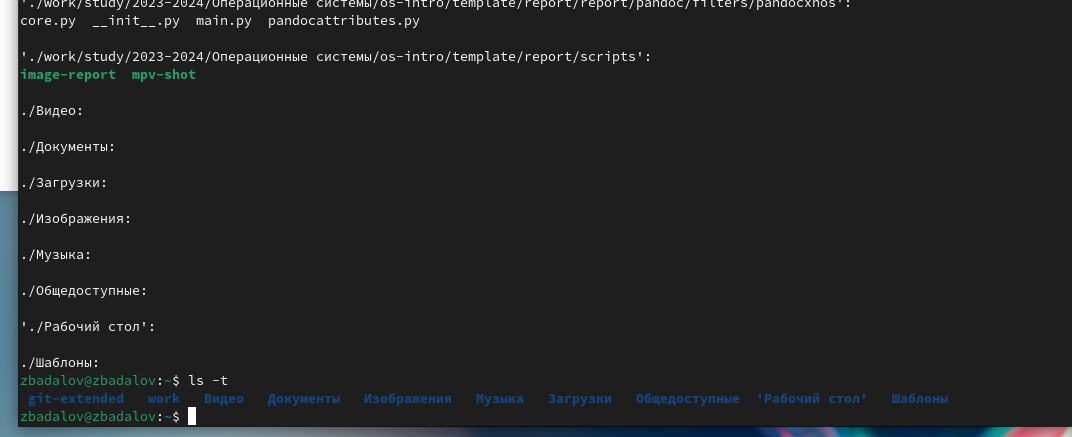 './work/study/2023-2024/Операционные системы/os-intro/template/report/report/pandoc/filters/pandocxnos':
core.py  __init__.py  main.py  pandocattributes.py
'./work/study/2023-2024/Операционные системы/os-intro/template/report/scripts':
image-report  mpv-shot
./Видео:
./Документы:
./Загрузки:
./Изображения:
./Музыка:
./Общедоступные:
'./Рабочий стол':
./Шаблоны:
zbadalov@zbadalov:~$ ls -t
git-extended  work  Видео  Документы  Изображения  Музыка  Загрузки  Общедоступные  'Рабочий стол'  Шаблоны
zbadalov@zbadalov:~$